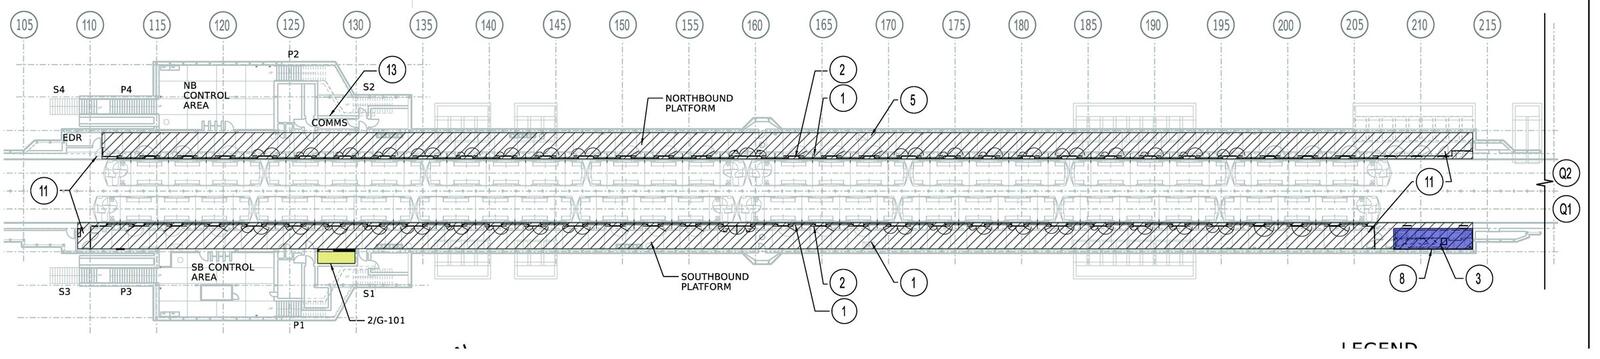 105 110 115 120 125 130 135 140 145 150 155 160 165 170 175 180 185 190 195 200 205 210 215
P2
13
2
S4 P4 NB
CONTROL
AREA
S2
1
5
NORTHBOUND
PLATFORM
COMMS
EDR
11
11
Q2
Q1
SB CONTROL
AREA
SOUTHBOUND
PLATFORM
2
1
8
3
S3 P3
S1
1
P1
2/G-101
LEGEND